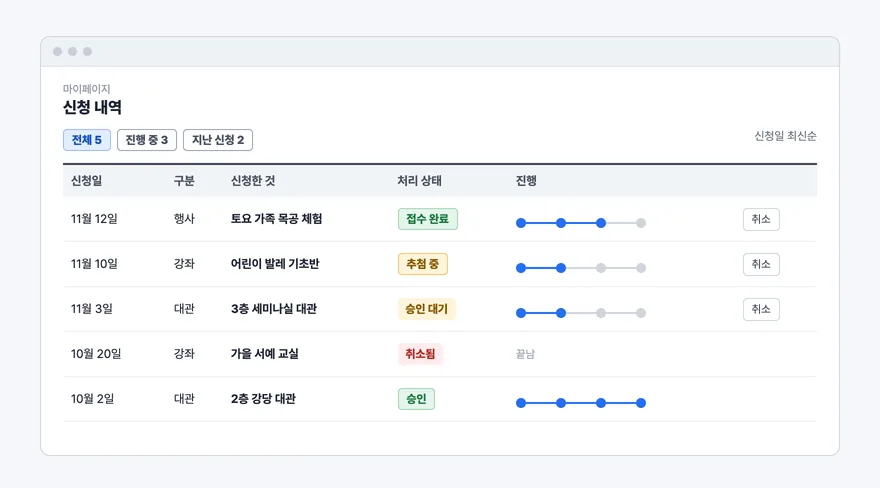 마이페이지
신청 내역
전체 5 진행 중 3 지난 신청 2 신청일 최신순
신청일 구분 신청한 것 처리 상태 진행
11월 12일 행사 토요 가족 목공 체험 접수 완료 취소
11월 10일 강좌 어린이 발레 기초반 추첨 중 취소
11월 3일 대관 3층 세미나실 대관 승인 대기 취소
10월 20일 강좌 가을 서예 교실 취소됨 끝남
10월 2일 대관 2층 강당 대관 승인